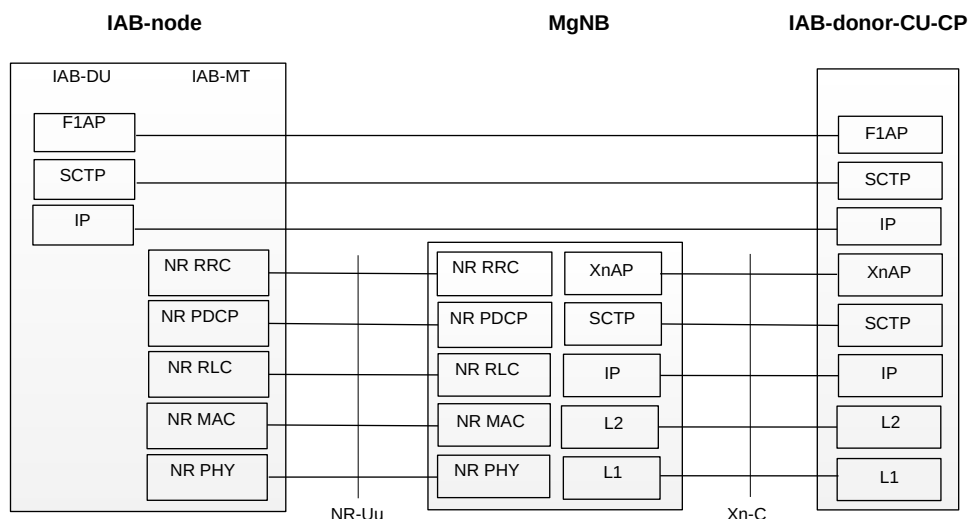 IAB-node MgNB IAB-donor-CU-CP
IAB-DU IAB-MT
F1AP F1AP
SCTP SCTP
IP IP
NR RRC NR RRC XnAP XnAP
NR PDCP NR PDCP SCTP SCTP
NR RLC NR RLC IP IP
NR MAC NR MAC L2 L2
NR PHY NR PHY L1 L1
NR-Uu Xn-C